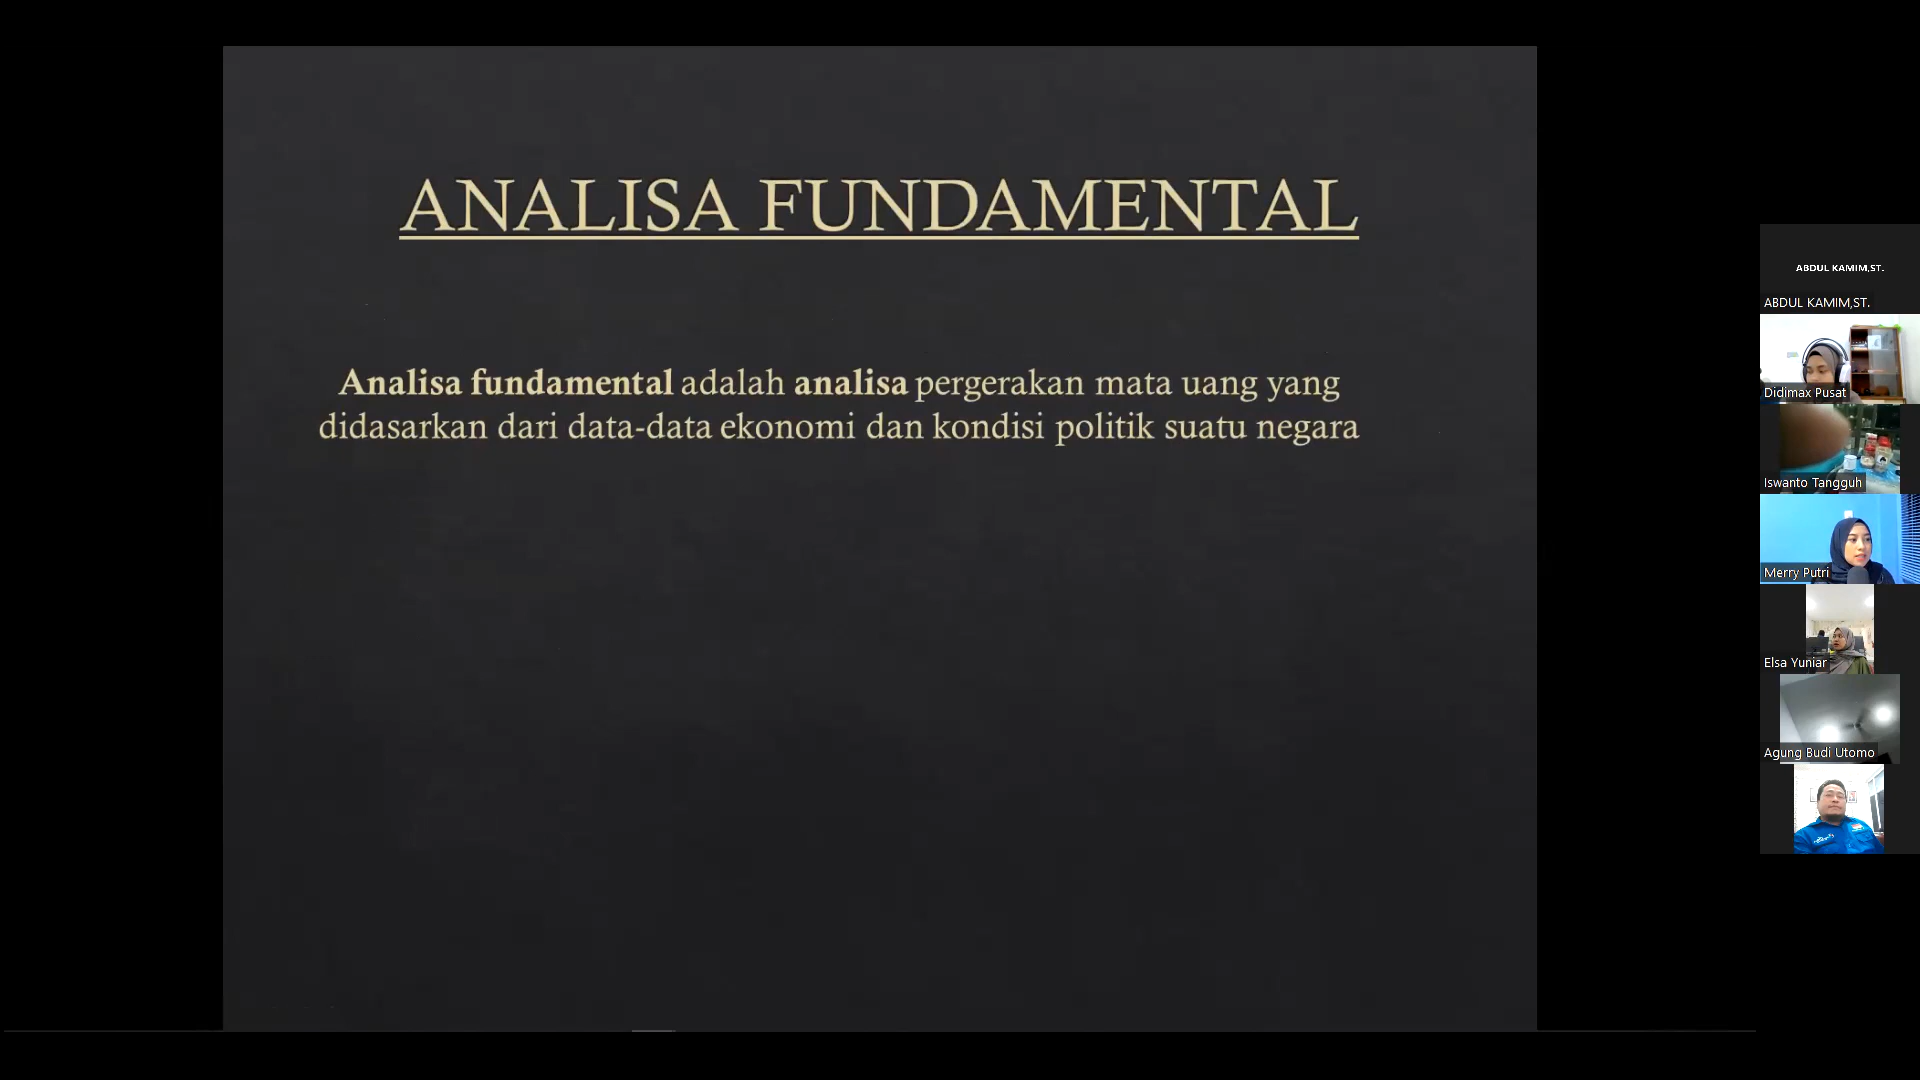 ANALISA FUNDAMENTAL
Analisa fundamental adalah analisa pergerakan mata uang yang
didasarkan dari data-data ekonomi dan kondisi politik suatu negara
ABDUL KAMIM,ST.
ABDUL KAMIM,ST.
Didimax Pusat
Iswanto Tangguh
Merry Putri
Elsa Yuniar
Agung Budi Utomo